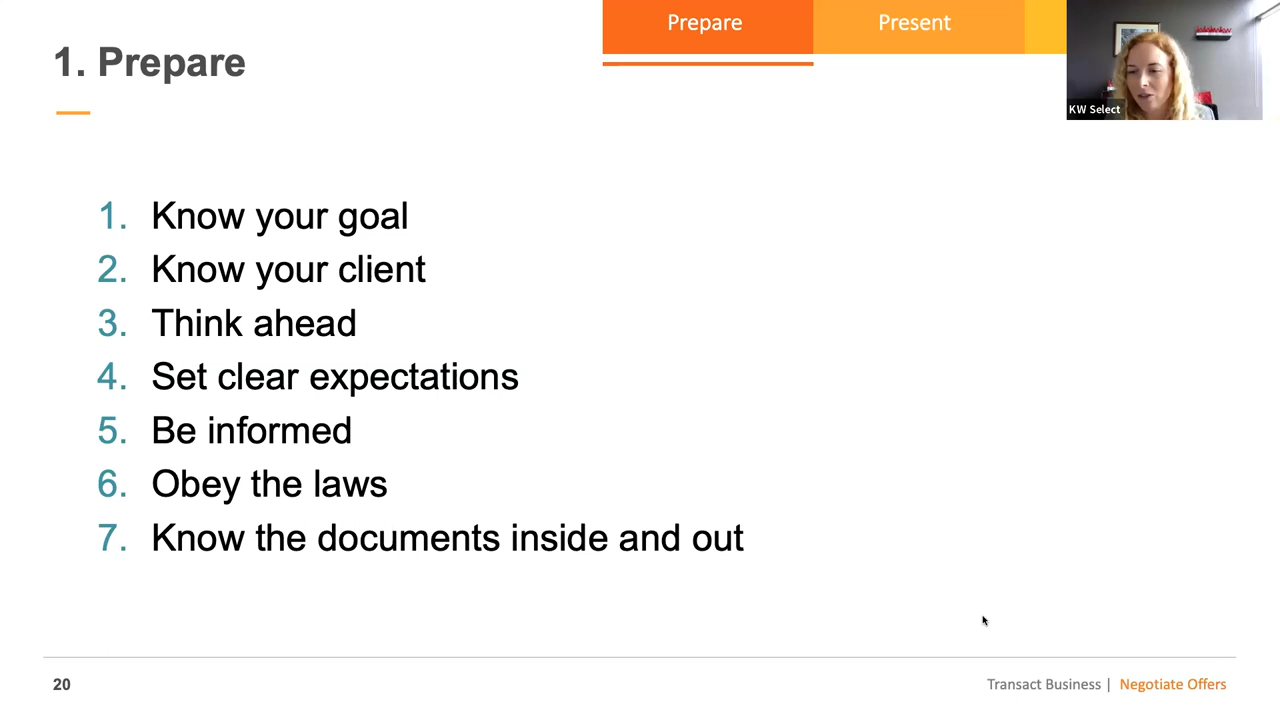 Prepare
Present
1. Prepare
KW Select
1. Know your goal
2. Know your client
3. Think ahead
4. Set clear expectations
5. Be informed
6. Obey the laws
7. Know the documents inside and out
20
Transact Business | Negotiate Offers